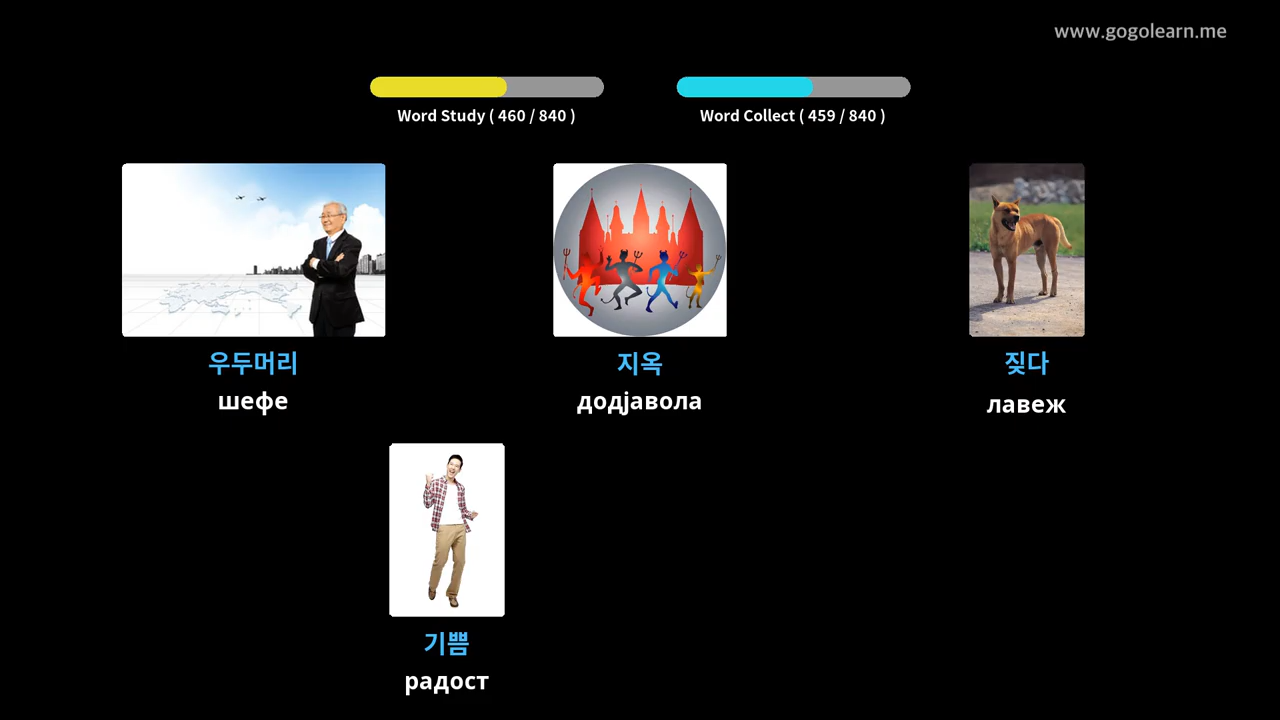 www.gogolearn.me
Word Study ( 460 / 840 )
Word Collect ( 459 / 840 )
우두머리
шефе
지옥
додјавола
짖다
лавеж
기쁨
радост